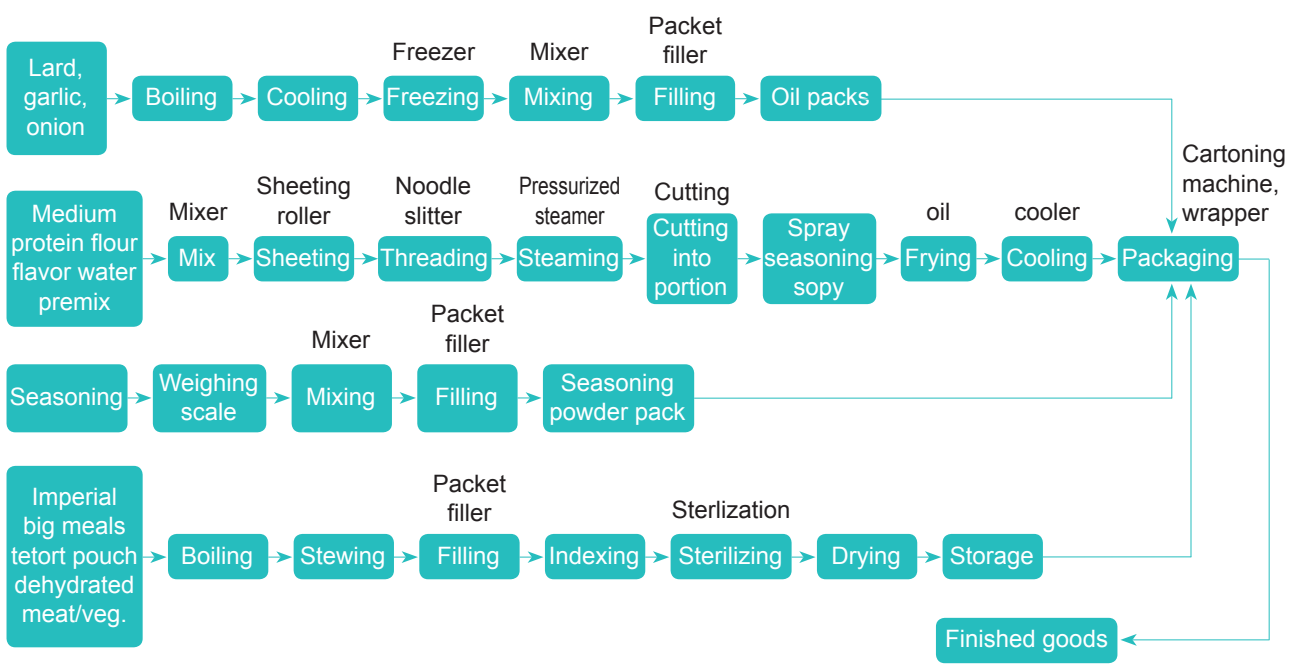 Lard,
garlic,
onion
Boiling
Cooling
Freezer
Freezing
Mixer
Mixing
Packet
filler
Filling
Oil packs
Cartoning
machine,
wrapper
Medium
protein flour
flavor water
premix
Mixer
Mix
Sheeting
roller
Sheeting
Noodle
slitter
Threading
Pressurized
steamer
Steaming
Cutting
Cutting
into
portion
Spray
seasoning
sopy
oil
Frying
cooler
Cooling
Packaging
Seasoning
Weighing
scale
Mixer
Mixing
Packet
filler
Filling
Seasoning
powder pack
Imperial
big meals
tetort pouch
dehydrated
meat/veg.
Boiling
Stewing
Packet
filler
Filling
Indexing
Sterlization
Sterilizing
Drying
Storage
Finished goods